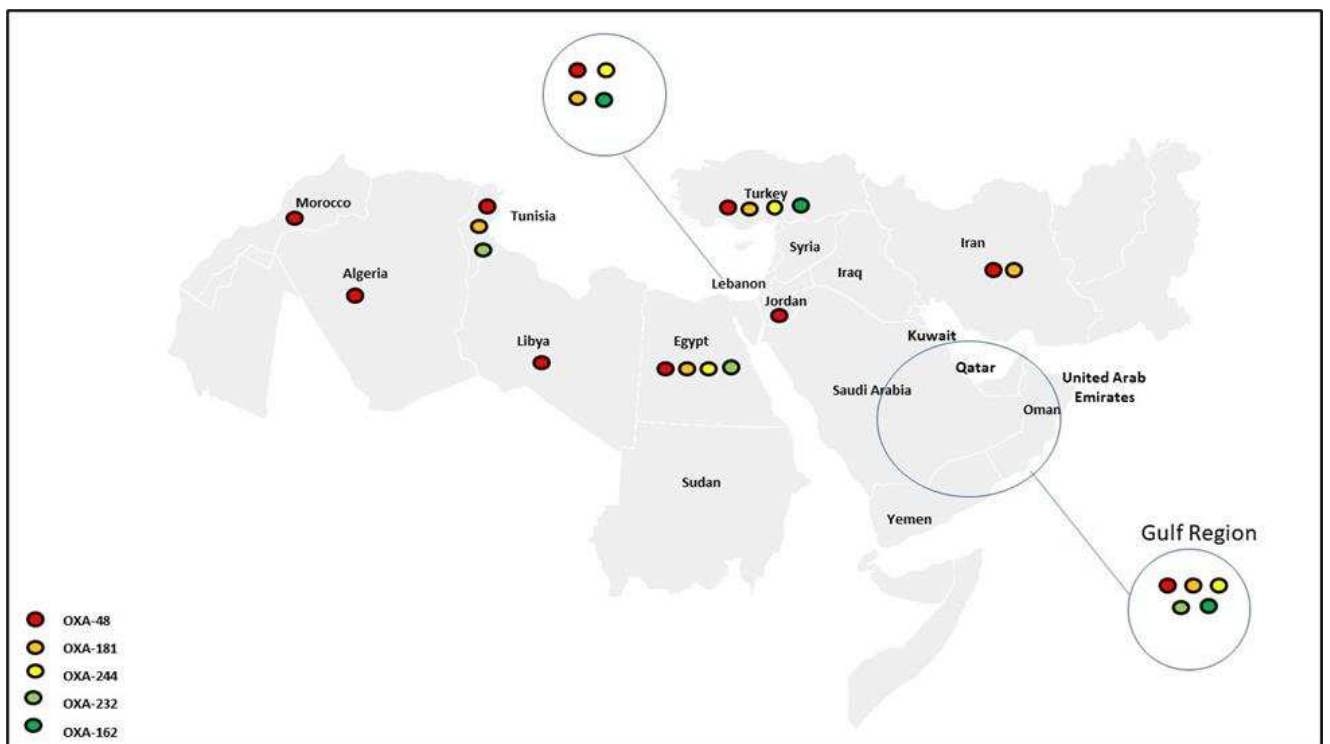 Morocco
Tunisia
Turkey
Syria
Iran
Algeria
Iraq
Lebanon
Jordan
Libya
Egypt
Kuwait
Qatar
Saudi Arabia
United Arab
Emirates
Oman
Sudan
Yemen
Gulf Region
OXA-48
OXA-181
OXA-244
OXA-232
OXA-162